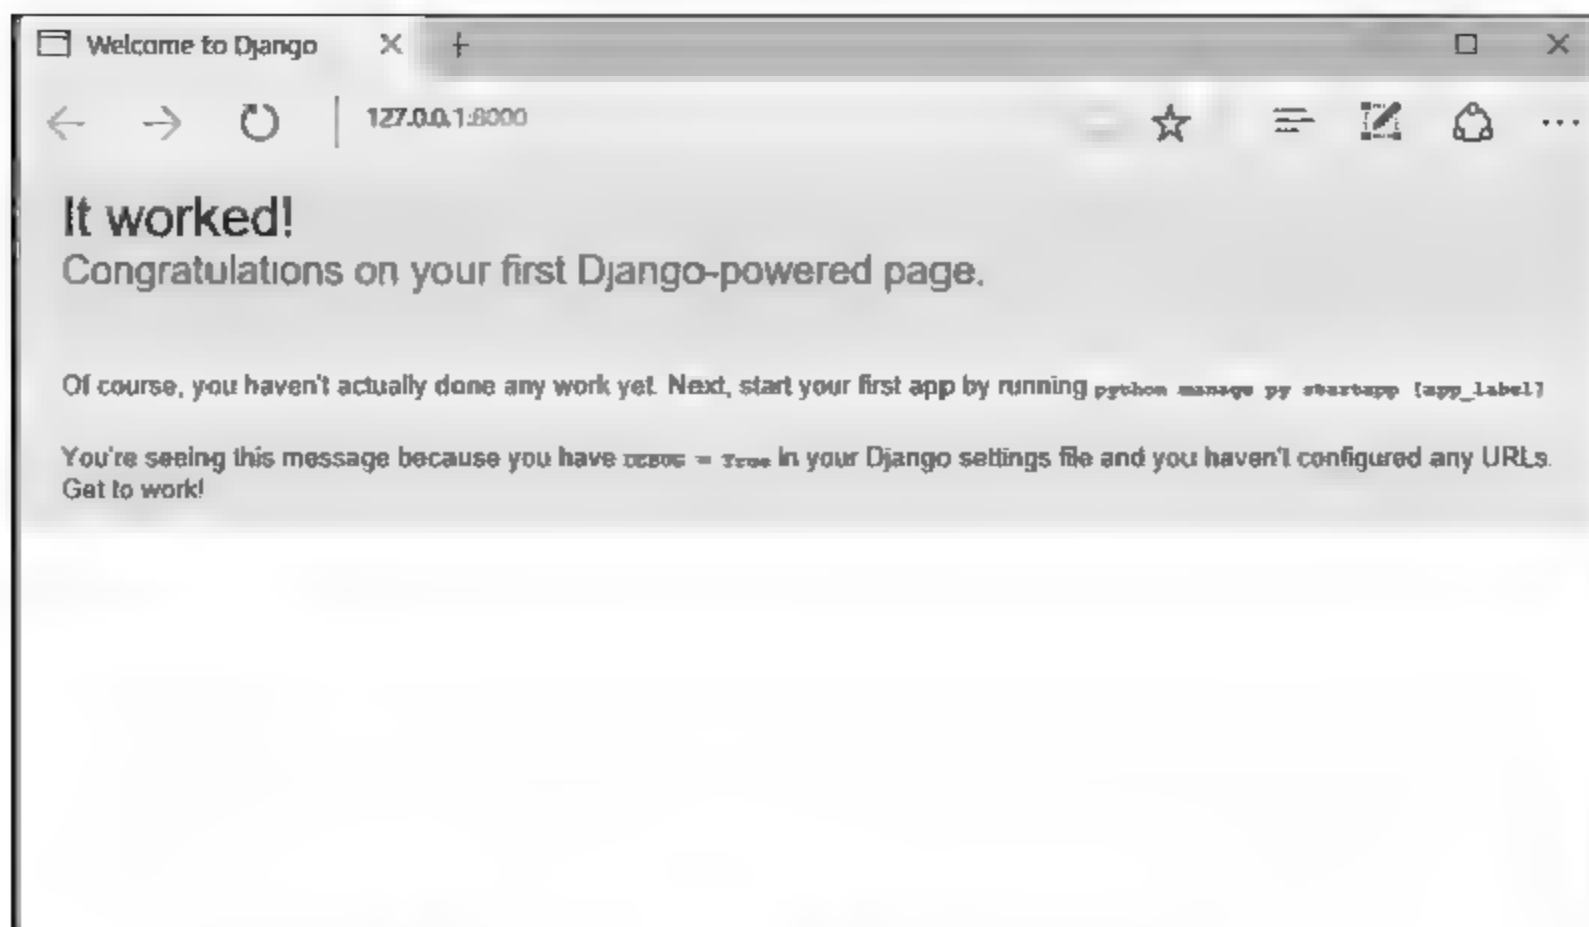 Welcome to Django
127.0.0.1:8000
It worked!
Congratulations on your first Django-powered page.
Of course, you haven't actually done any work yet. Next, start your first app by running python manage.py startapp [app_label]
You're seeing this message because you have DEBUG = True in your Django settings file and you haven't configured any URLs.
Get to work!